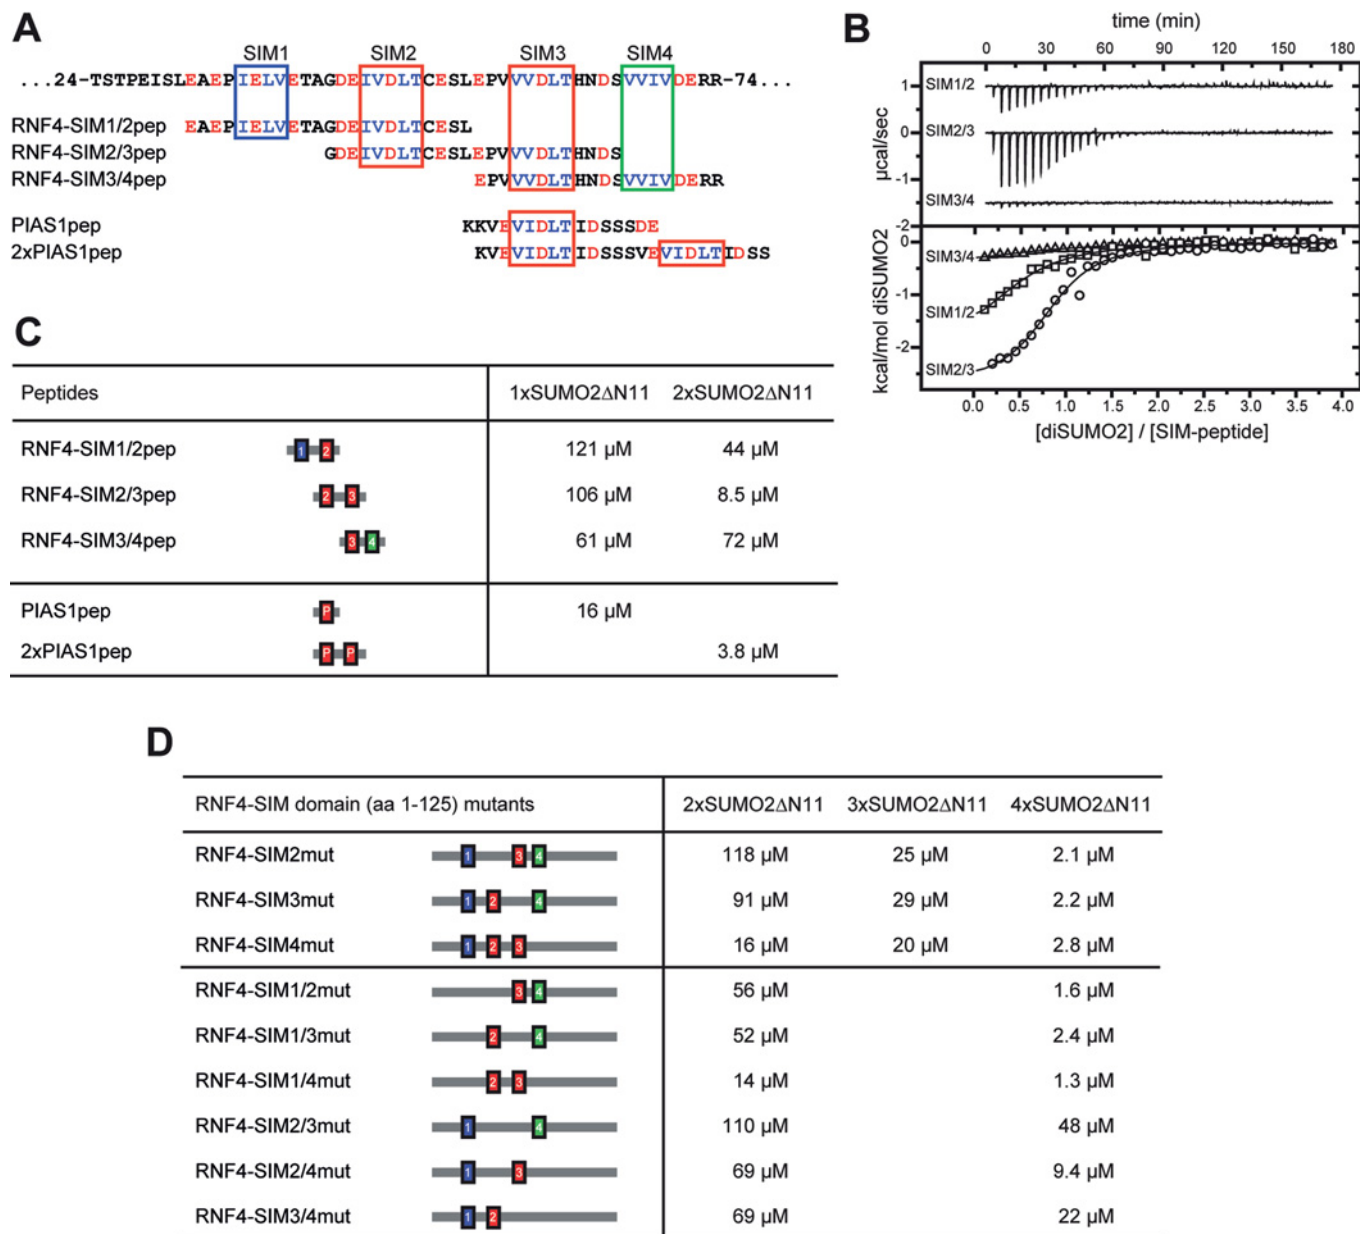 A
SIM1 SIM2 SIM3 SIM4
...24-TSTPEISLEAEPIELVETAGDEIVDLTCESLEPVVVDLTHNDSVVIVDERR-74...
RNF4-SIM1/2pep EAEPIELVETAGDEIVDLTCESL
RNF4-SIM2/3pep GDEIVDLTCESLEPVVVDLTHNDS
RNF4-SIM3/4pep EPVVVDLTHNDSVVIVDERR
PIAS1pep KKVEVIDLTIDSSSDE
2xPIAS1pep KVEVIDLTIDSSSVEVIDLTIDSS
B
time (min)
0 30 60 90 120 150 180
µcal/sec
1
0
-1
-2
SIM1/2
SIM2/3
SIM3/4
kcal/mol diSUMO2
0
-1
-2
SIM3/4
SIM1/2
SIM2/3
0.0 0.5 1.0 1.5 2.0 2.5 3.0 3.5 4.0
[diSUMO2] / [SIM-peptide]
C
Peptides 1xSUMO2ΔN11 2xSUMO2ΔN11
RNF4-SIM1/2pep 1 2 121 µM 44 µM
RNF4-SIM2/3pep 2 3 106 µM 8.5 µM
RNF4-SIM3/4pep 3 4 61 µM 72 µM
PIAS1pep P 16 µM
2xPIAS1pep P P 3.8 µM
D
RNF4-SIM domain (aa 1-125) mutants 2xSUMO2ΔN11 3xSUMO2ΔN11 4xSUMO2ΔN11
RNF4-SIM2mut 1 3 4 118 µM 25 µM 2.1 µM
RNF4-SIM3mut 1 2 4 91 µM 29 µM 2.2 µM
RNF4-SIM4mut 1 2 3 16 µM 20 µM 2.8 µM
RNF4-SIM1/2mut 3 4 56 µM 1.6 µM
RNF4-SIM1/3mut 2 4 52 µM 2.4 µM
RNF4-SIM1/4mut 2 3 14 µM 1.3 µM
RNF4-SIM2/3mut 1 4 110 µM 48 µM
RNF4-SIM2/4mut 1 3 69 µM 9.4 µM
RNF4-SIM3/4mut 1 2 69 µM 22 µM